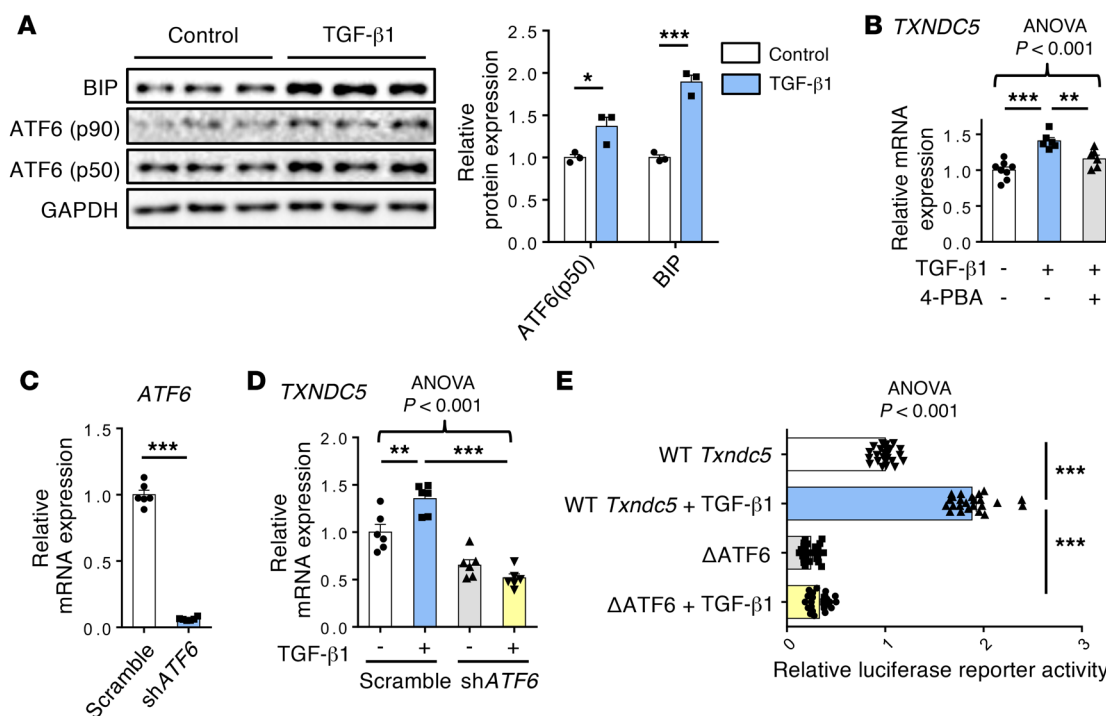 A
Control TGF-β1
BIP
ATF6 (p90)
ATF6 (p50)
GAPDH
Relative
protein expression
2.5
2.0
1.5
1.0
0.5
0.0
*
***
Control
TGF-β1
ATF6(p50)
BIP
B TXNDC5
ANOVA
P < 0.001
*** **
Relative mRNA
expression
1.5
1.0
0.5
0.0
TGF-β1 - + +
4-PBA - - +
C
ATF6
***
Relative
mRNA expression
1.5
1.0
0.5
0.0
Scramble
shATF6
D TXNDC5
ANOVA
P < 0.001
** ***
Relative
mRNA expression
2.0
1.5
1.0
0.5
0.0
TGF-β1 - + - +
Scramble shATF6
E
ANOVA
P < 0.001
WT Txndc5
WT Txndc5 + TGF-β1
ΔATF6
ΔATF6 + TGF-β1
***
***
0 1 2 3
Relative luciferase reporter activity